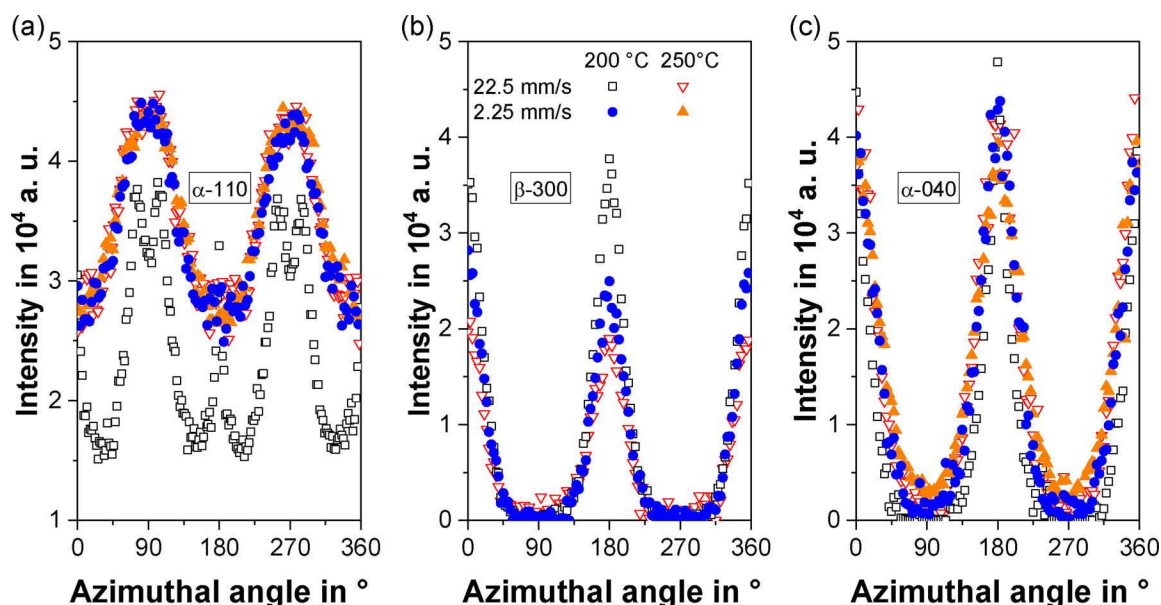 (a)
5
4
3
2
1
0 90 180 270 360
Intensity in 10⁴ a. u.
Azimuthal angle in °
α-110
(b)
5
4
3
2
1
0
0 90 180 270 360
Intensity in 10⁴ a. u.
Azimuthal angle in °
200 °C 250°C
22.5 mm/s
2.25 mm/s
β-300
(c)
5
4
3
2
1
0
0 90 180 270 360
Intensity in 10⁴ a. u.
Azimuthal angle in °
α-040